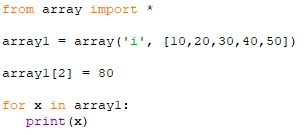 from array import *
array1 = array('i', [10,20,30,40,50])
array1[2] = 80
for x in array1:
   print(x)